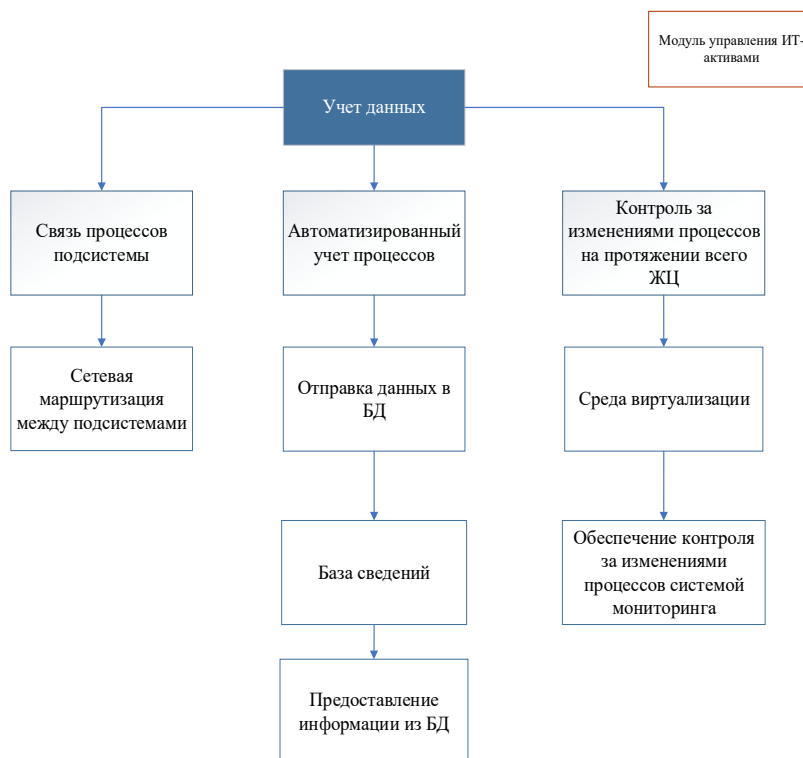 Модуль управления ИТ-
активами
Учет данных
Связь процессов
подсистемы
Автоматизированный
учет процессов
Контроль за
изменениями процессов
на протяжении всего
ЖЦ
Сетевая
маршрутизация
между подсистемами
Отправка данных в
БД
Среда виртуализации
База сведений
Обеспечение контроля
за изменениями
процессов системой
мониторинга
Предоставление
информации из БД